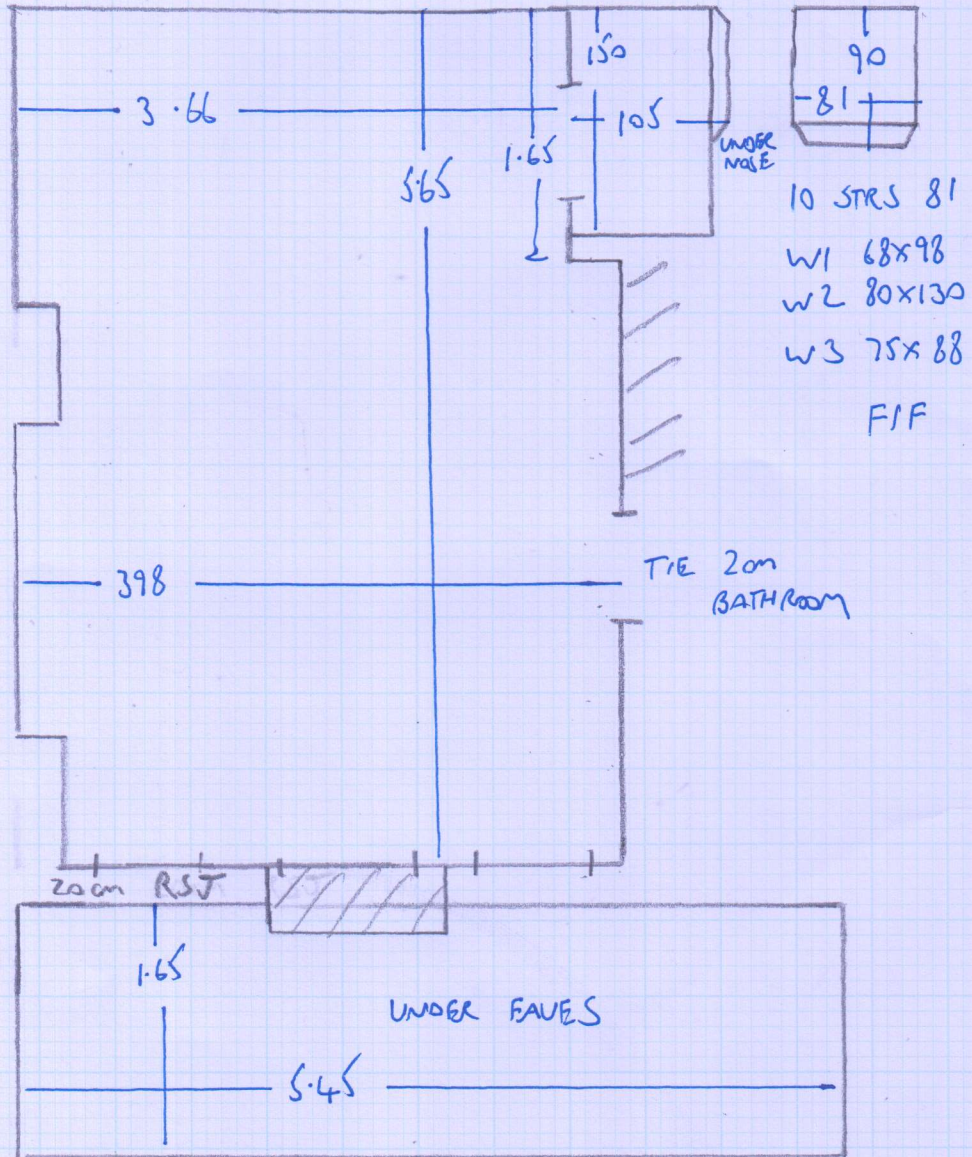 150
90
3.66
105
81
5.65
1.65
UNDER
NOSE
10 STRS 81
W1 68X98
W2 80X130
W3 75X88
F/F
398
TIE 2cm
BATHROOM
20cm RSJ
1.65
UNDER EAVES
5.45